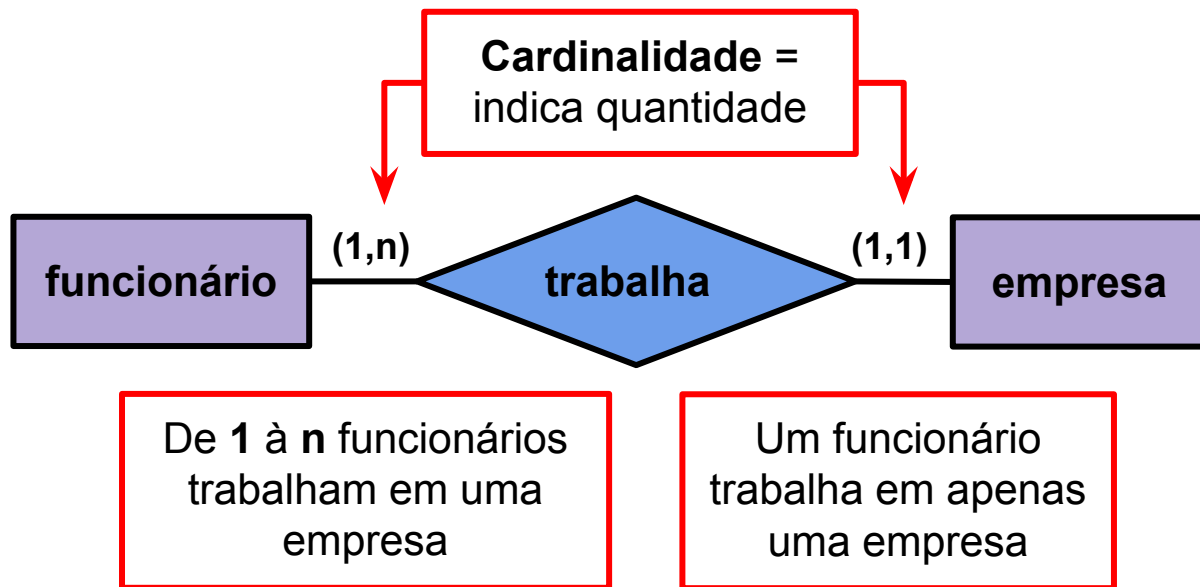 Cardinalidade =
indica quantidade
(1,n)
(1,1)
funcionário
trabalha
empresa
De 1 à n funcionários
trabalham em uma
empresa
Um funcionário
trabalha em apenas
uma empresa